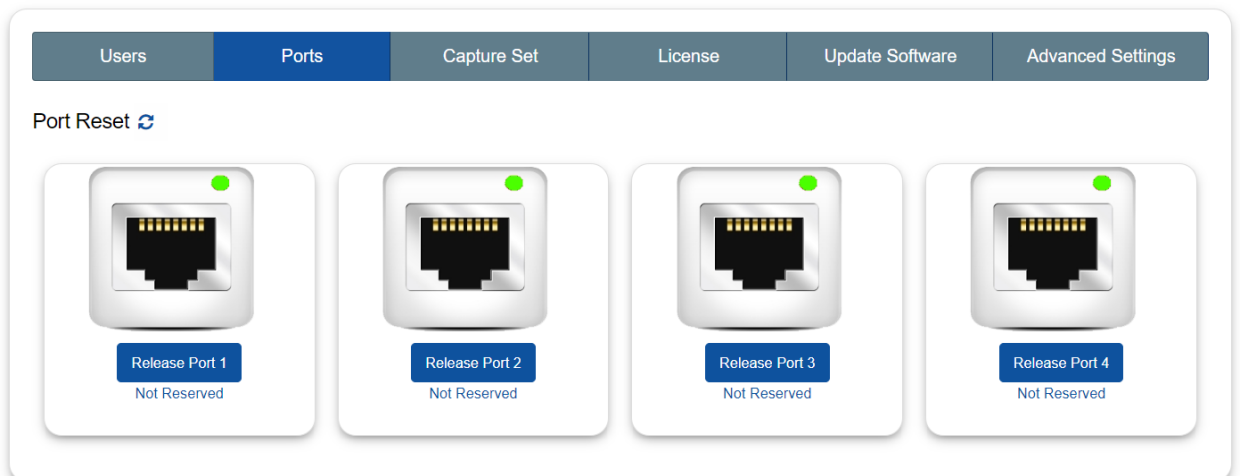 Users Ports Capture Set License Update Software Advanced Settings
Port Reset
Release Port 1 Release Port 2 Release Port 3 Release Port 4
Not Reserved Not Reserved Not Reserved Not Reserved